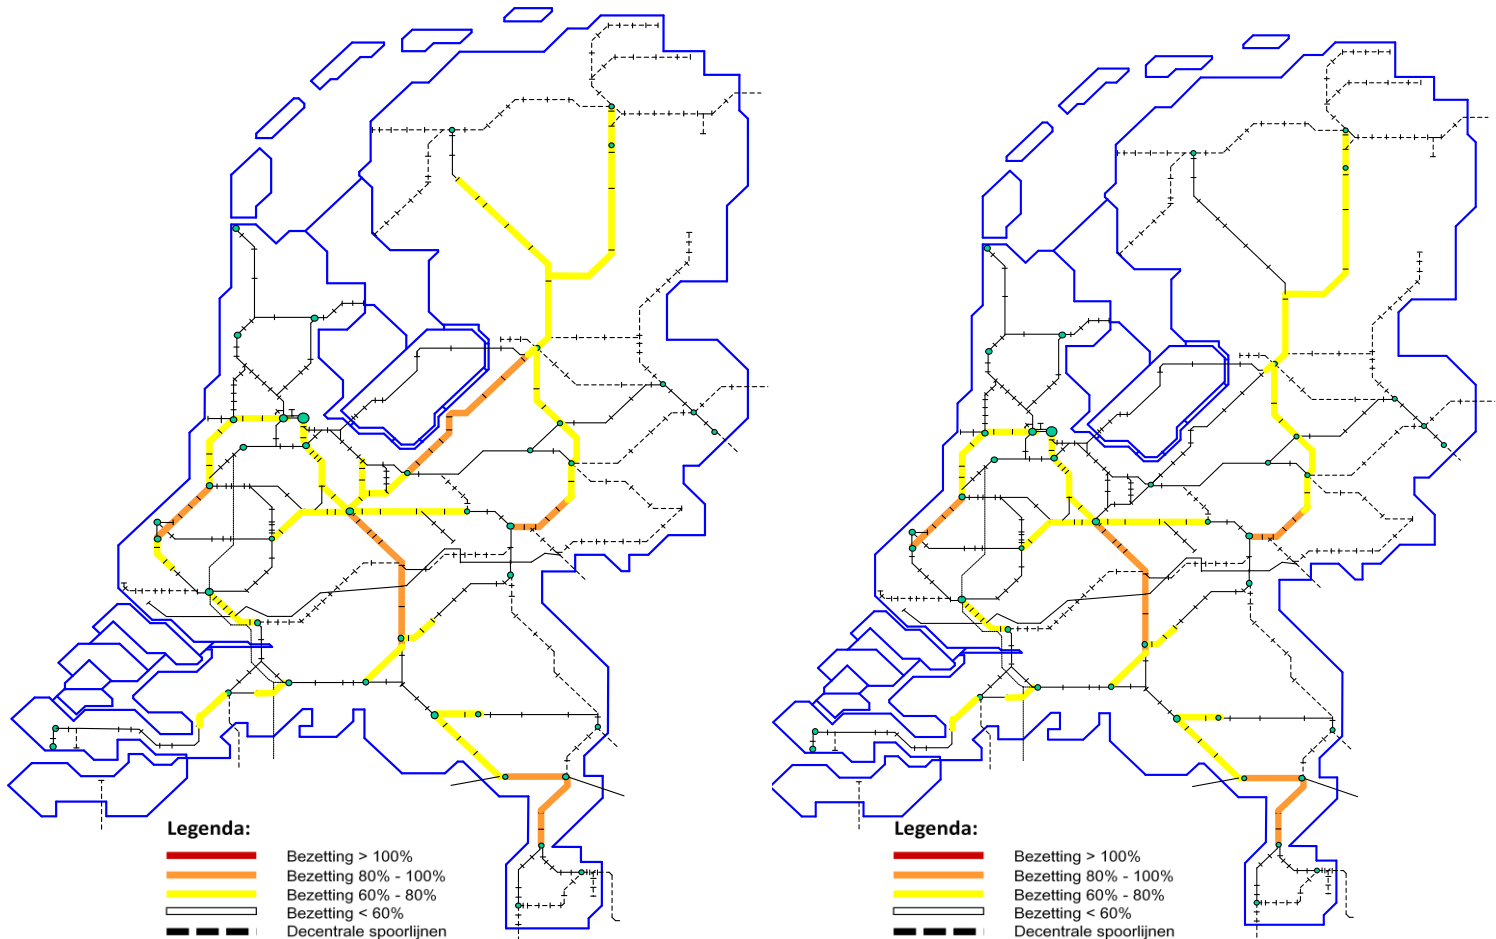 Legenda:
Bezetting > 100%
Bezetting 80% - 100%
Bezetting 60% - 80%
Bezetting < 60%
Decentrale spoorlijnen
Legenda:
Bezetting > 100%
Bezetting 80% - 100%
Bezetting 60% - 80%
Bezetting < 60%
Decentrale spoorlijnen